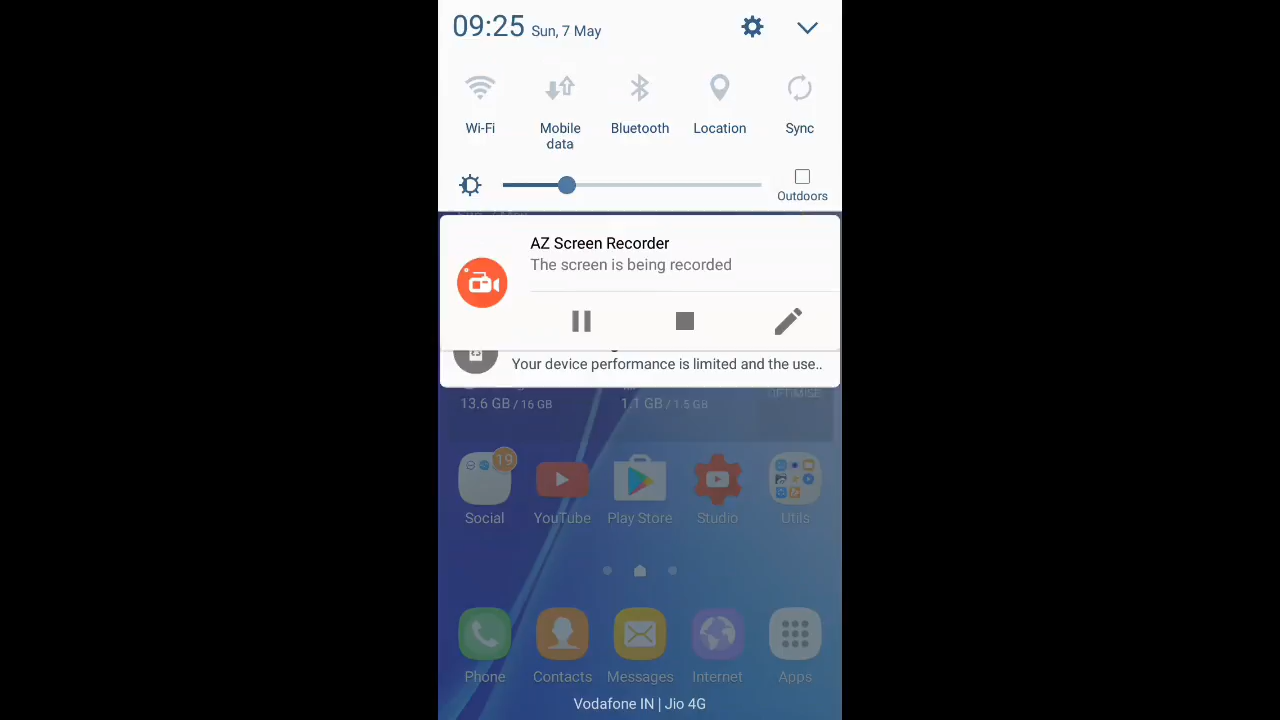 09:25 Sun, 7 May
Wi-Fi
Mobile
data
Bluetooth
Location
Sync
Outdoors
AZ Screen Recorder
The screen is being recorded
Your device performance is limited and the use..
13.6 GB / 16 GB
1.1 GB / 1.5 GB
OPTIMISE
19
Social
YouTube
Play Store
Studio
Utils
Phone
Contacts
Messages
Internet
Apps
Vodafone IN | Jio 4G